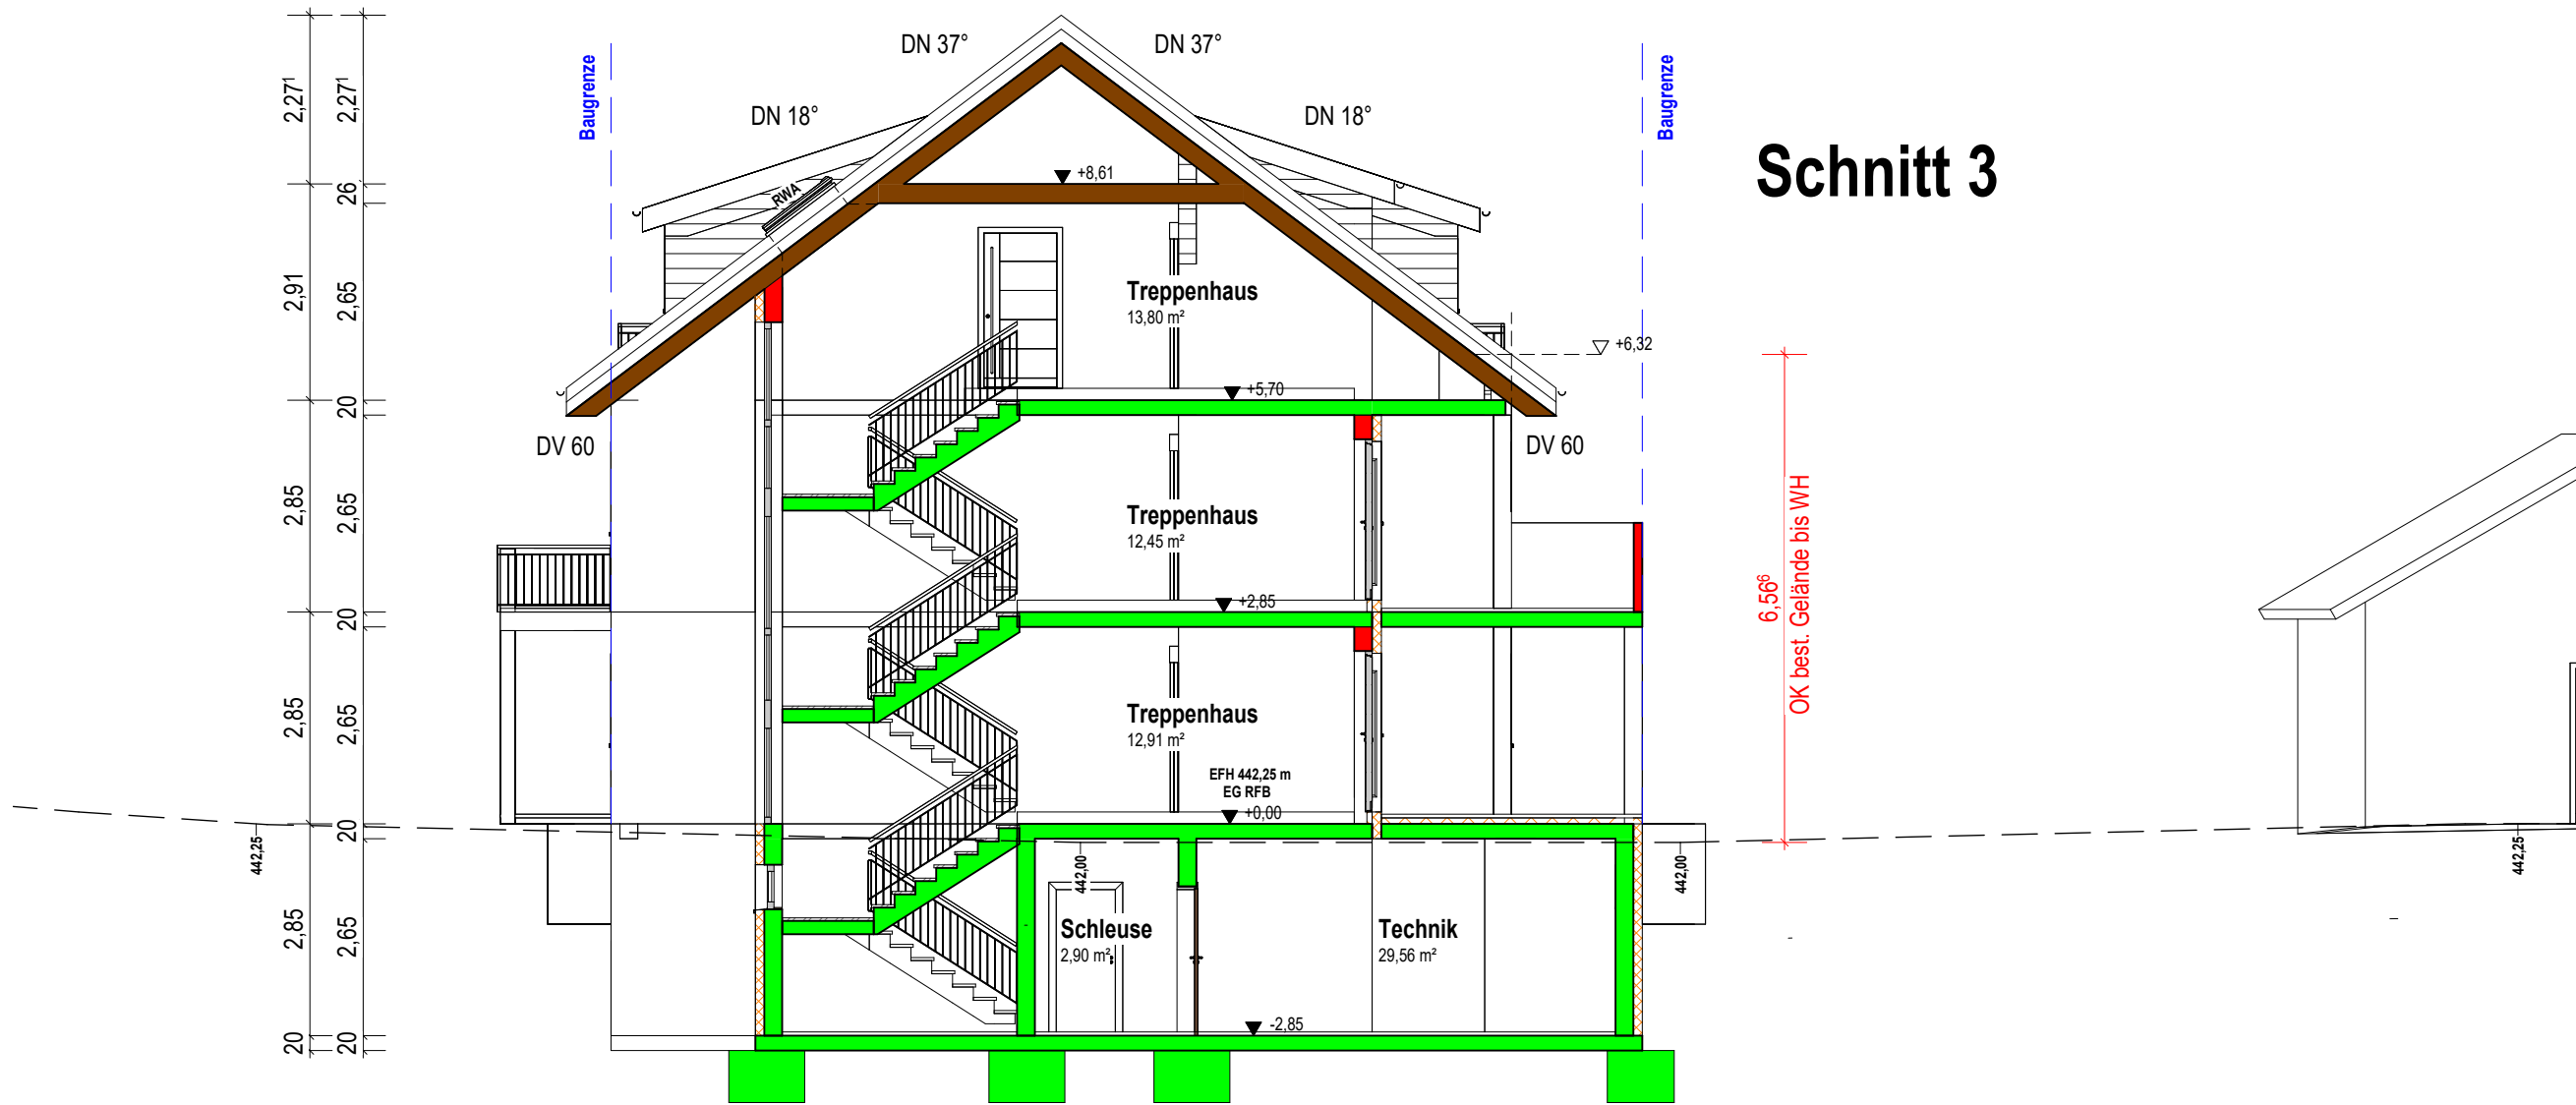 Schnitt 3
DN 37°
DN 37°
DN 18°
DN 18°
Baugrenze
Baugrenze
RWA
+8,61
Treppenhaus
13,80 m²
+6,32
+5,70
DV 60
DV 60
Treppenhaus
12,45 m²
+2,85
Treppenhaus
12,91 m²
EFH 442,25 m
EG RFB
+0,00
442,25
442,00
442,00
442,25
Schleuse
2,90 m²
Technik
29,56 m²
-2,85
6,56⁶
OK best. Gelände bis WH
2,27¹
2,91
2,85
2,85
2,85
20
2,27¹
26
2,65
20
2,65
20
2,65
20
2,65
20